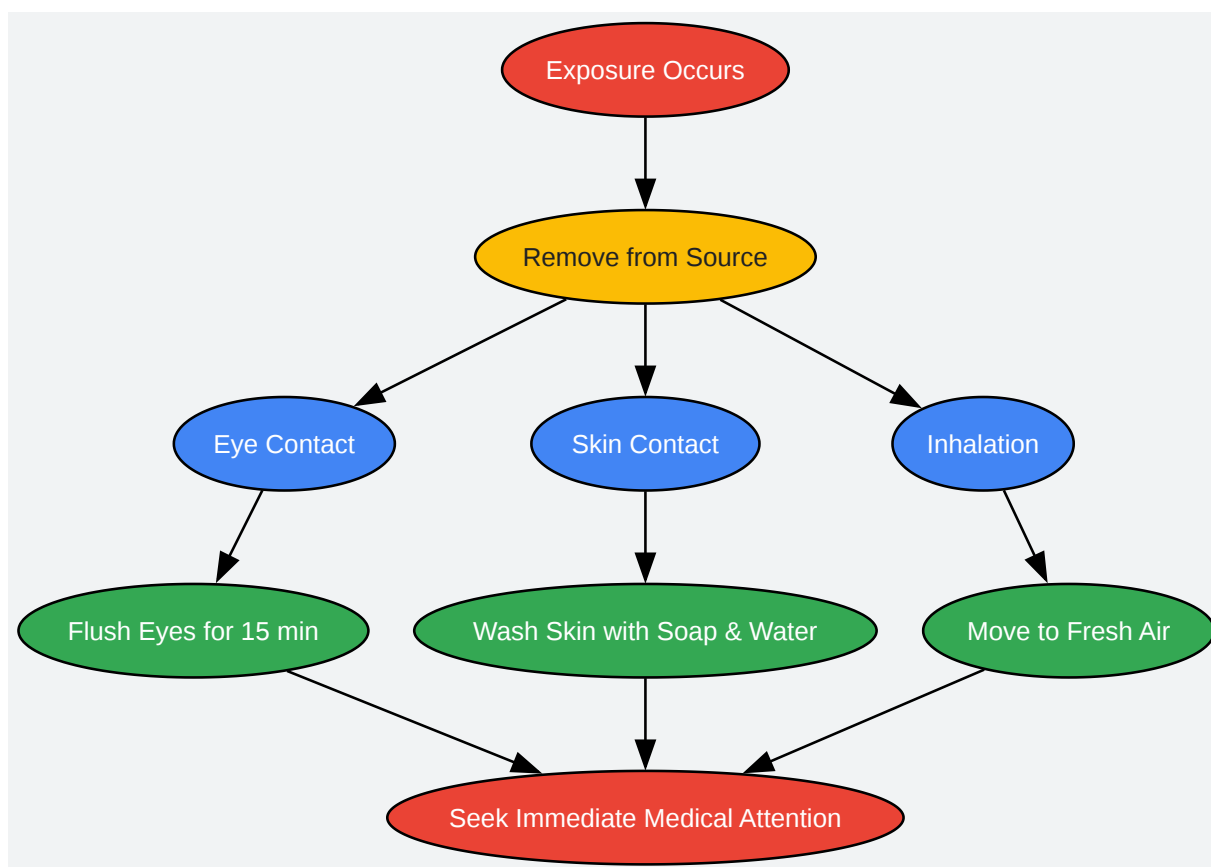 Exposure Occurs
Remove from Source
Eye Contact
Skin Contact
Inhalation
Flush Eyes for 15 min
Wash Skin with Soap & Water
Move to Fresh Air
Seek Immediate Medical Attention